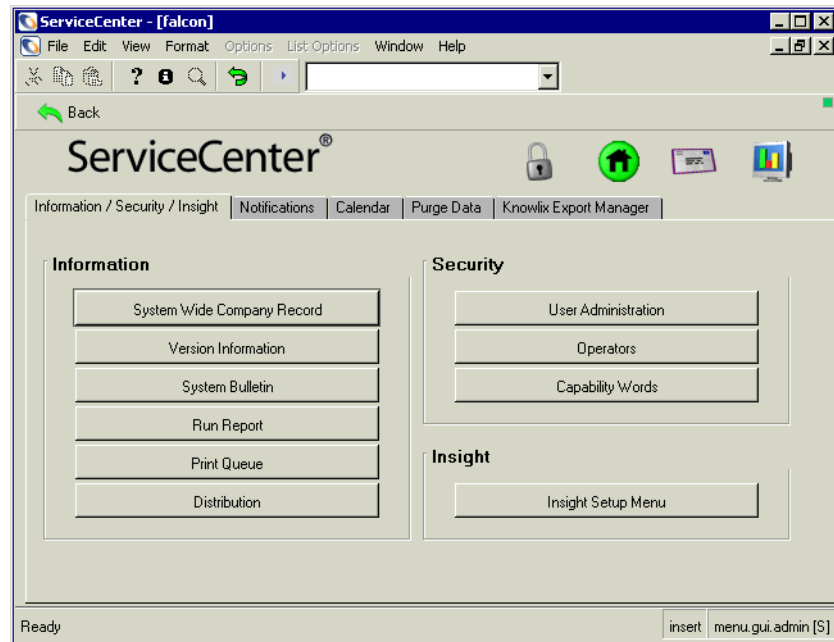 ServiceCenter - [falcon]
File Edit View Format Options List Options Window Help
Back
ServiceCenter®
Information / Security / Insight Notifications Calendar Purge Data Knowlix Export Manager
Information
System Wide Company Record
Version Information
System Bulletin
Run Report
Print Queue
Distribution
Security
User Administration
Operators
Capability Words
Insight
Insight Setup Menu
Ready insert menu.gui.admin [S]